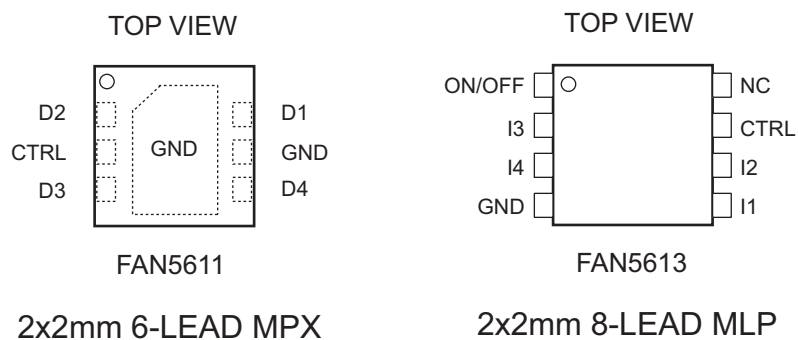 TOP VIEW
D2
CTRL
D3
GND
D1
GND
D4
FAN5611
2x2mm 6-LEAD MPX
TOP VIEW
ON/OFF
I3
I4
GND
NC
CTRL
I2
I1
FAN5613
2x2mm 8-LEAD MLP